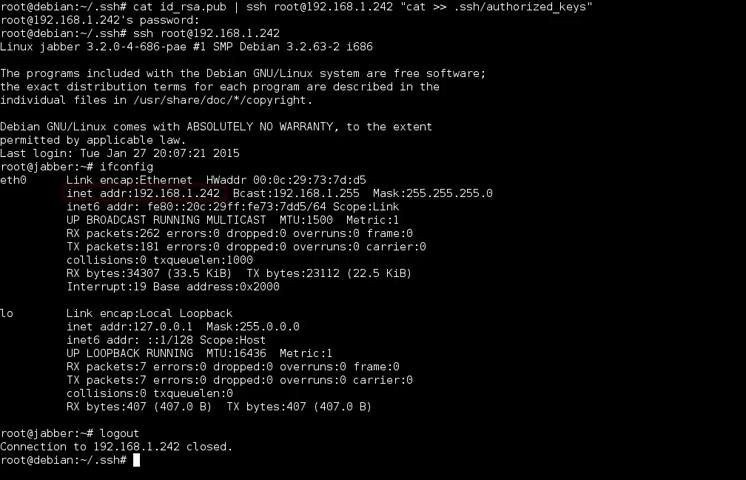 root@debian:~/.ssh# cat id_rsa.pub | ssh root@192.168.1.242 "cat >> .ssh/authorized_keys"
root@192.168.1.242's password:
root@debian:~/.ssh# ssh root@192.168.1.242
Linux jabber 3.2.0-4-686-pae #1 SMP Debian 3.2.63-2 i686

The programs included with the Debian GNU/Linux system are free software;
the exact distribution terms for each program are described in the
individual files in /usr/share/doc/*/copyright.

Debian GNU/Linux comes with ABSOLUTELY NO WARRANTY, to the extent
permitted by applicable law.
Last login: Tue Jan 27 20:07:21 2015
root@jabber:~# ifconfig
eth0      Link encap:Ethernet  HWaddr 00:0c:29:73:7d:d5
          inet addr:192.168.1.242  Bcast:192.168.1.255  Mask:255.255.255.0
          inet6 addr: fe80::20c:29ff:fe73:7dd5/64 Scope:Link
          UP BROADCAST RUNNING MULTICAST  MTU:1500  Metric:1
          RX packets:262 errors:0 dropped:0 overruns:0 frame:0
          TX packets:181 errors:0 dropped:0 overruns:0 carrier:0
          collisions:0 txqueuelen:1000
          RX bytes:34307 (33.5 KiB)  TX bytes:23112 (22.5 KiB)
          Interrupt:19 Base address:0x2000

lo        Link encap:Local Loopback
          inet addr:127.0.0.1  Mask:255.0.0.0
          inet6 addr: ::1/128 Scope:Host
          UP LOOPBACK RUNNING  MTU:16436  Metric:1
          RX packets:7 errors:0 dropped:0 overruns:0 frame:0
          TX packets:7 errors:0 dropped:0 overruns:0 carrier:0
          collisions:0 txqueuelen:0
          RX bytes:407 (407.0 B)  TX bytes:407 (407.0 B)

root@jabber:~# logout
Connection to 192.168.1.242 closed.
root@debian:~/.ssh#